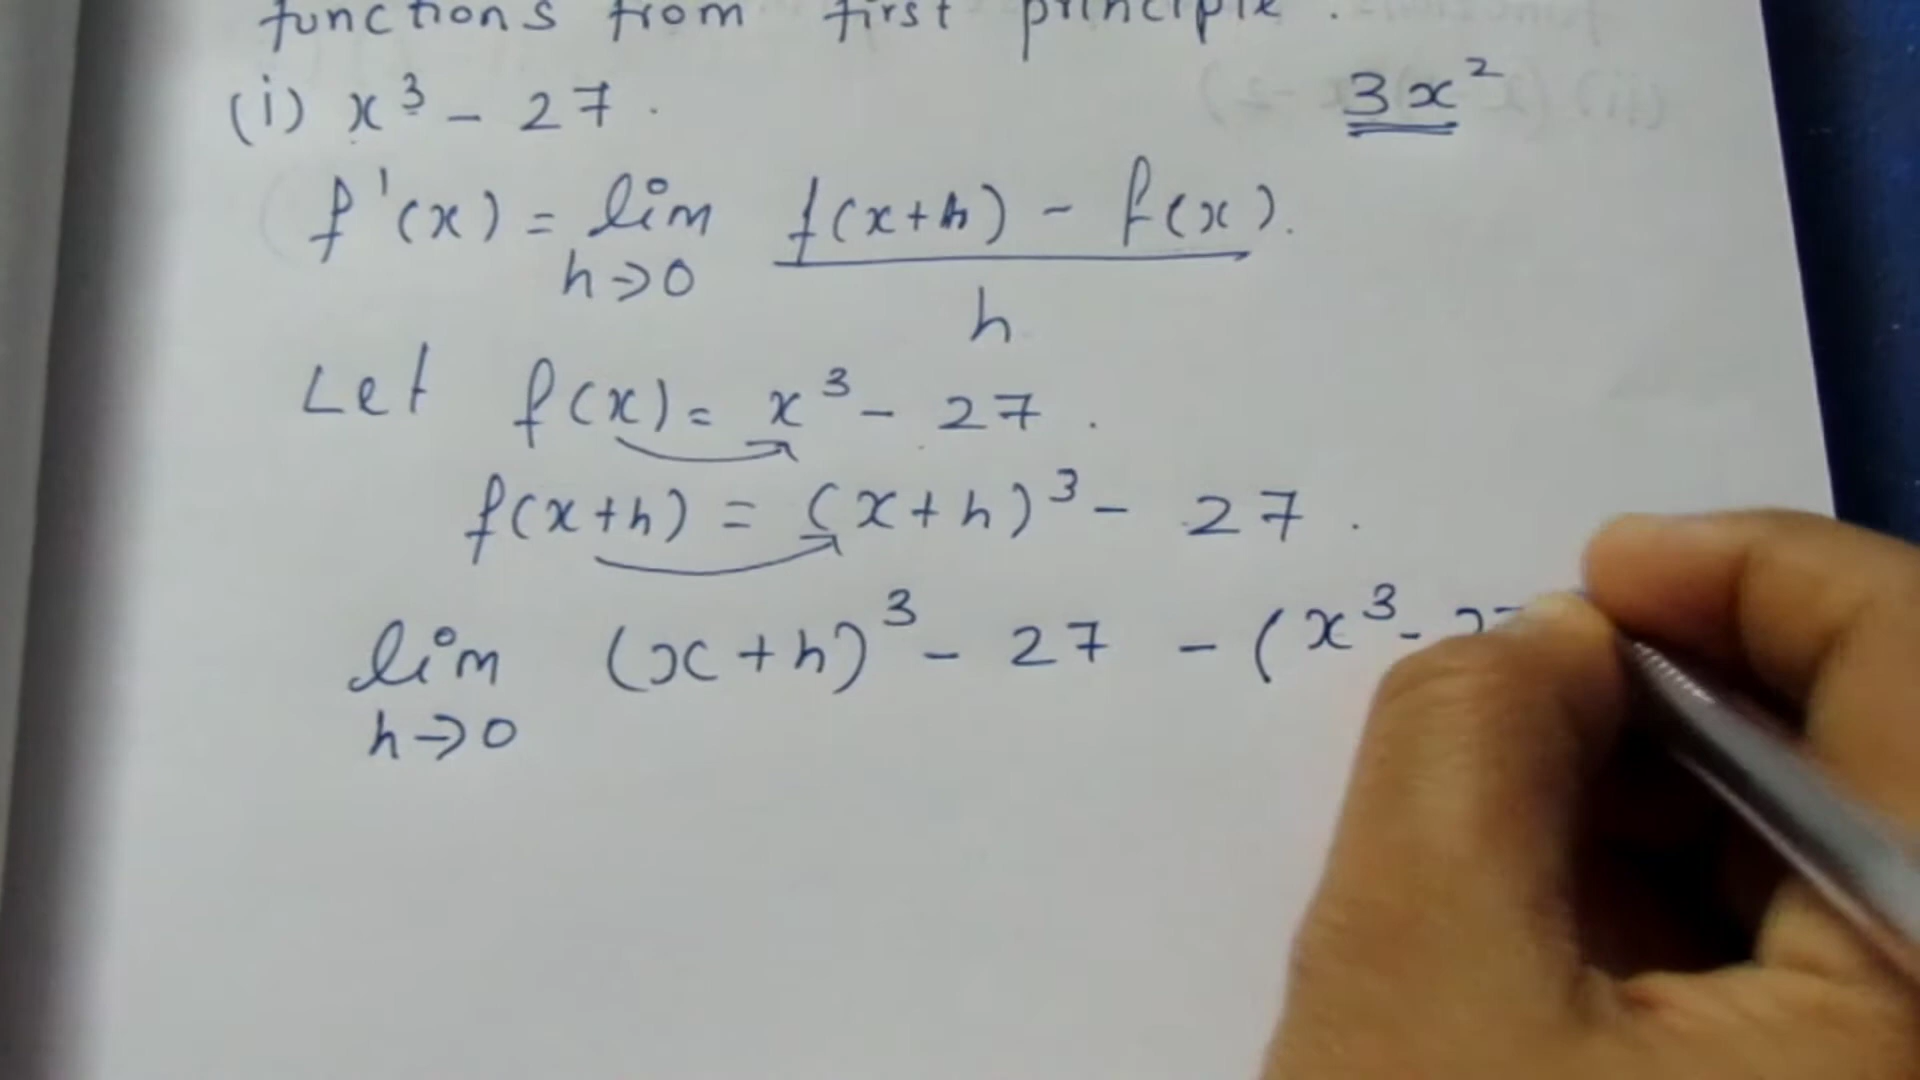 functions from first principle .
(i) x³ - 27 .
3x²
f'(x) = lim h→0 f(x+h) - f(x). / h
Let f(x) = x³ - 27 .
f(x+h) = (x+h)³ - 27 .
lim h→0 (x+h)³ - 27 - (x³ - 27